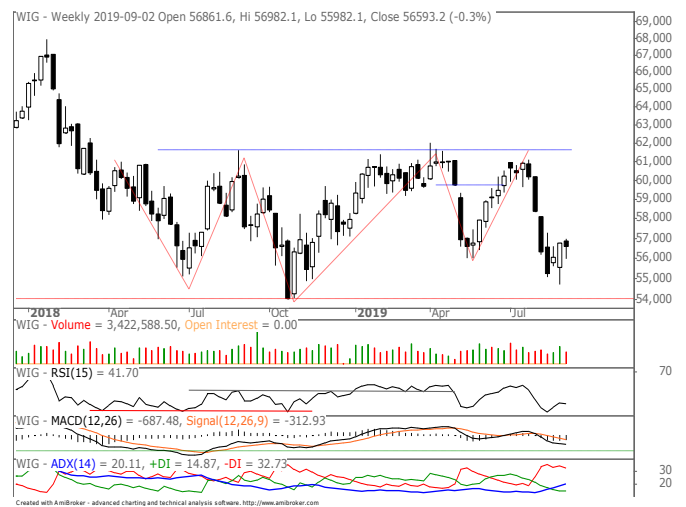 WIG - Weekly 2019-09-02 Open 56861.6, Hi 56982.1, Lo 55982.1, Close 56593.2 (-0.3%)
69,000
68,000
67,000
66,000
65,000
64,000
63,000
62,000
61,000
60,000
59,000
58,000
57,000
56,000
55,000
54,000
2018 Apr Jul Oct 2019 Apr Jul
WIG - Volume = 3,422,588.50, Open Interest = 0.00
WIG - RSI(15) = 41.70
70
WIG - MACD(12,26) = -687.48, Signal(12,26,9) = -312.93
WIG - ADX(14) = 20.11, +DI = 14.87, -DI = 32.73
30
20
Created with AmiBroker - advanced charting and technical analysis software. http://www.amibroker.com